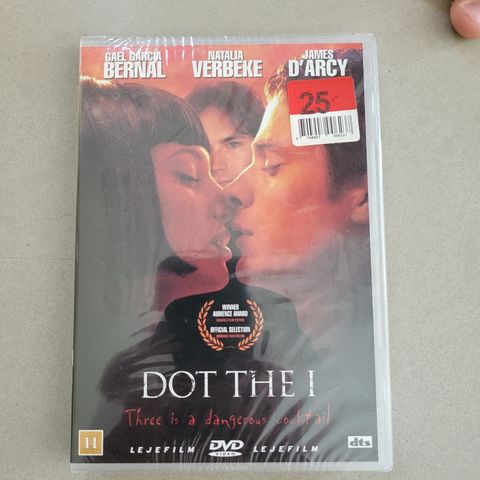 GAEL GARCÍA
BERNAL
NATALIA
VERBEKE
JAMES
D'ARCY
25.-
WINNER
AUDIENCE AWARD
OFFICIAL SELECTION
DOT THE I
Three is a dangerous cocktail
11
LEJEFILM
DVD
VIDEO
LEJEFILM
dts